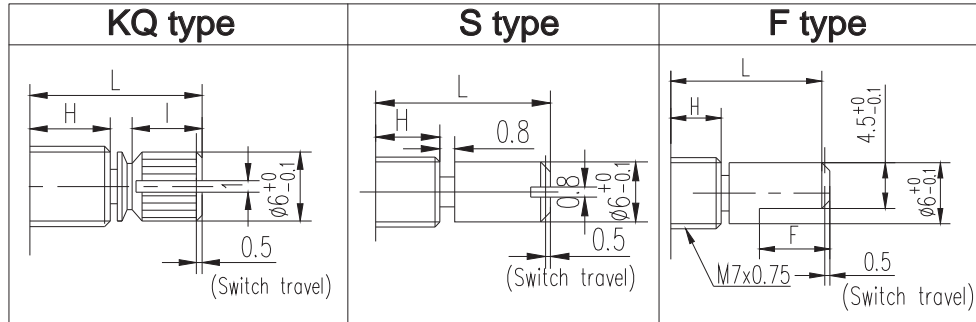 KQ type
L
H
I
1
ø6+0-0.1
0.5
(Switch travel)
S type
L
H
0.8
0.8
ø6+0-0.1
0.5
(Switch travel)
F type
L
H
4.5+0-0.1
ø6+0-0.1
F
M7x0.75
0.5
(Switch travel)